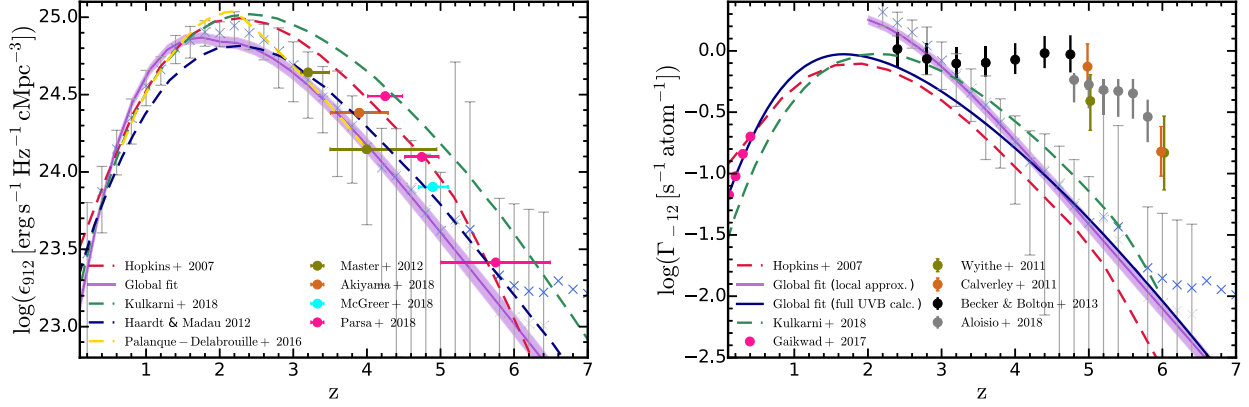 log(ϵ₉₁₂ [erg s⁻¹ Hz⁻¹ cMpc⁻³])
25.0
24.5
24.0
23.5
23.0
1 2 3 4 5 6 7
z
Hopkins+ 2007
Global fit
Kulkarni+ 2018
Haardt & Madau 2012
Palanque−Delabrouille+ 2016
Master+ 2012
Akiyama+ 2018
McGreer+ 2018
Parsa+ 2018
log(Γ₋₁₂ [s⁻¹ atom⁻¹])
0.0
−0.5
−1.0
−1.5
−2.0
−2.5
1 2 3 4 5 6 7
z
Hopkins+ 2007
Global fit (local approx.)
Global fit (full UVB calc.)
Kulkarni+ 2018
Gaikwad+ 2017
Wyithe+ 2011
Calverley+ 2011
Becker & Bolton+ 2013
Aloisio+ 2018